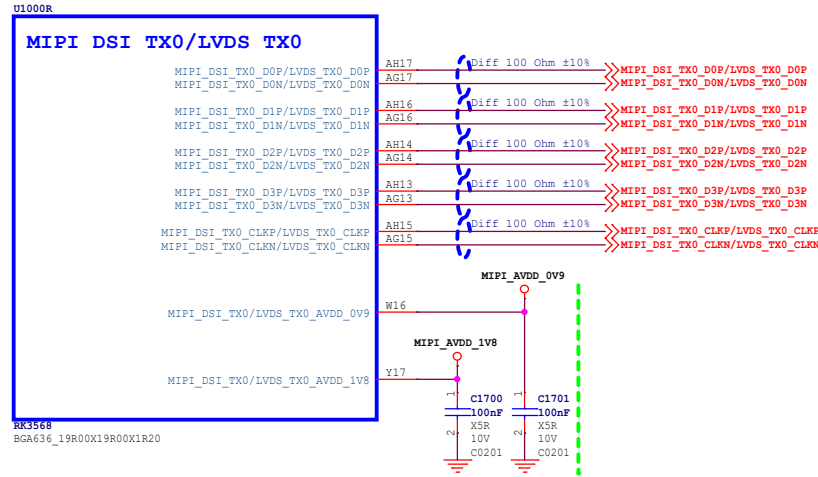 U1000R
MIPI DSI TX0/LVDS TX0
MIPI_DSI_TX0_D0P/LVDS_TX0_D0P AH17 Diff 100 Ohm ±10% MIPI_DSI_TX0_D0P/LVDS_TX0_D0P
MIPI_DSI_TX0_D0N/LVDS_TX0_D0N AG17 MIPI_DSI_TX0_D0N/LVDS_TX0_D0N
MIPI_DSI_TX0_D1P/LVDS_TX0_D1P AH16 Diff 100 Ohm ±10% MIPI_DSI_TX0_D1P/LVDS_TX0_D1P
MIPI_DSI_TX0_D1N/LVDS_TX0_D1N AG16 MIPI_DSI_TX0_D1N/LVDS_TX0_D1N
MIPI_DSI_TX0_D2P/LVDS_TX0_D2P AH14 Diff 100 Ohm ±10% MIPI_DSI_TX0_D2P/LVDS_TX0_D2P
MIPI_DSI_TX0_D2N/LVDS_TX0_D2N AG14 MIPI_DSI_TX0_D2N/LVDS_TX0_D2N
MIPI_DSI_TX0_D3P/LVDS_TX0_D3P AH13 Diff 100 Ohm ±10% MIPI_DSI_TX0_D3P/LVDS_TX0_D3P
MIPI_DSI_TX0_D3N/LVDS_TX0_D3N AG13 MIPI_DSI_TX0_D3N/LVDS_TX0_D3N
MIPI_DSI_TX0_CLKP/LVDS_TX0_CLKP AH15 Diff 100 Ohm ±10% MIPI_DSI_TX0_CLKP/LVDS_TX0_CLKP
MIPI_DSI_TX0_CLKN/LVDS_TX0_CLKN AG15 MIPI_DSI_TX0_CLKN/LVDS_TX0_CLKN
MIPI_AVDD_0V9
MIPI_DSI_TX0/LVDS_TX0_AVDD_0V9 W16
MIPI_AVDD_1V8
MIPI_DSI_TX0/LVDS_TX0_AVDD_1V8 Y17
1 C1700 1 C1701
100nF 100nF
X5R X5R
2 10V 2 10V
C0201 C0201
RK3568
BGA636_19R00X19R00X1R20